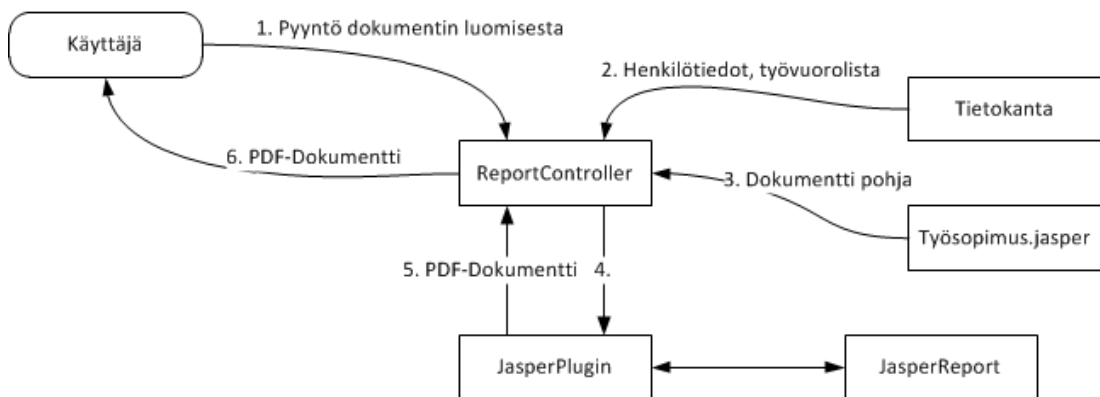 1. Pyyntö dokumentin luomisesta
Käyttäjä
2. Henkilötiedot, työvuorolista
Tietokanta
6. PDF-Dokumentti
ReportController
3. Dokumentti pohja
Työsopimus.jasper
5. PDF-Dokumentti
4.
JasperPlugin
JasperReport